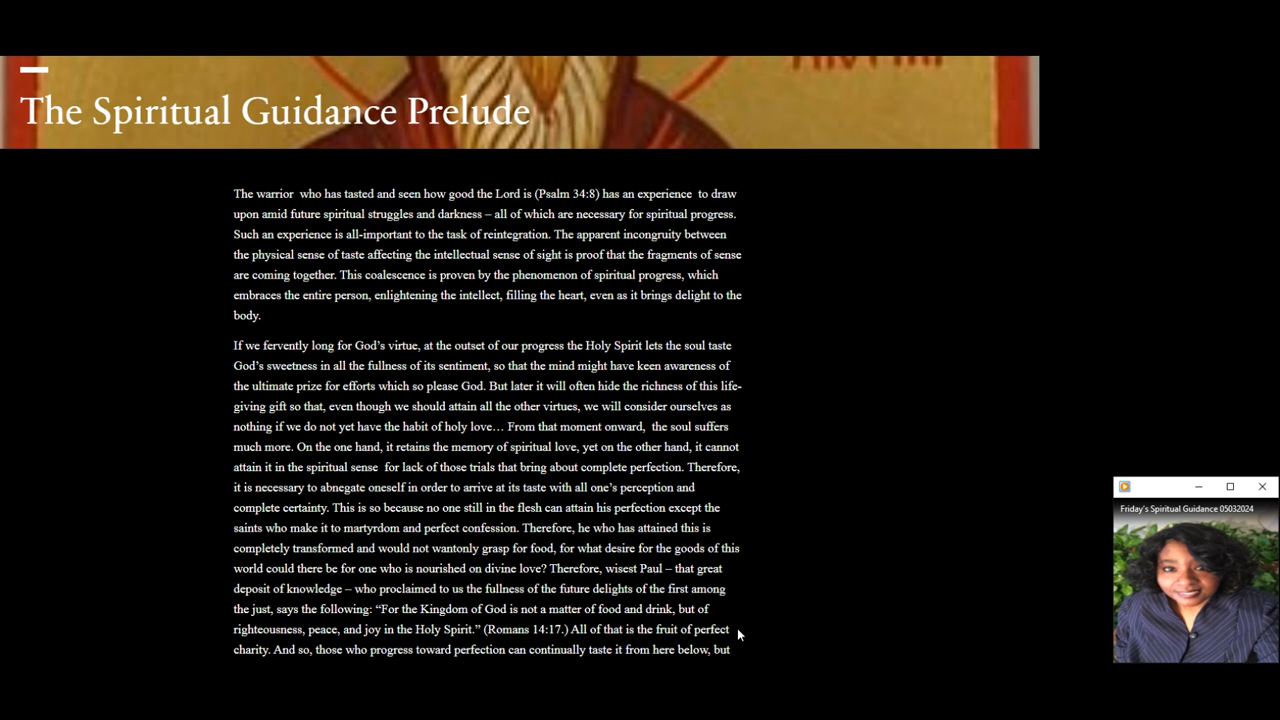 The Spiritual Guidance Prelude
The warrior who has tasted and seen how good the Lord is (Psalm 34:8) has an experience to draw
upon amid future spiritual struggles and darkness – all of which are necessary for spiritual progress.
Such an experience is all-important to the task of reintegration. The apparent incongruity between
the physical sense of taste affecting the intellectual sense of sight is proof that the fragments of sense
are coming together. This coalescence is proven by the phenomenon of spiritual progress, which
embraces the entire person, enlightening the intellect, filling the heart, even as it brings delight to the
body.
If we fervently long for God’s virtue, at the outset of our progress the Holy Spirit lets the soul taste
God’s sweetness in all the fullness of its sentiment, so that the mind might have keen awareness of
the ultimate prize for efforts which so please God. But later it will often hide the richness of this life-
giving gift so that, even though we should attain all the other virtues, we will consider ourselves as
nothing if we do not yet have the habit of holy love… From that moment onward, the soul suffers
much more. On the one hand, it retains the memory of spiritual love, yet on the other hand, it cannot
attain it in the spiritual sense for lack of those trials that bring about complete perfection. Therefore,
it is necessary to abnegate oneself in order to arrive at its taste with all one’s perception and
complete certainty. This is so because no one still in the flesh can attain his perfection except the
saints who make it to martyrdom and perfect confession. Therefore, he who has attained this is
completely transformed and would not wantonly grasp for food, for what desire for the goods of this
world could there be for one who is nourished on divine love? Therefore, wisest Paul – that great
deposit of knowledge – who proclaimed to us the fullness of the future delights of the first among
the just, says the following: “For the Kingdom of God is not a matter of food and drink, but of
righteousness, peace, and joy in the Holy Spirit.” (Romans 14:17.) All of that is the fruit of perfect
charity. And so, those who progress toward perfection can continually taste it from here below, but
Friday's Spiritual Guidance 05032024